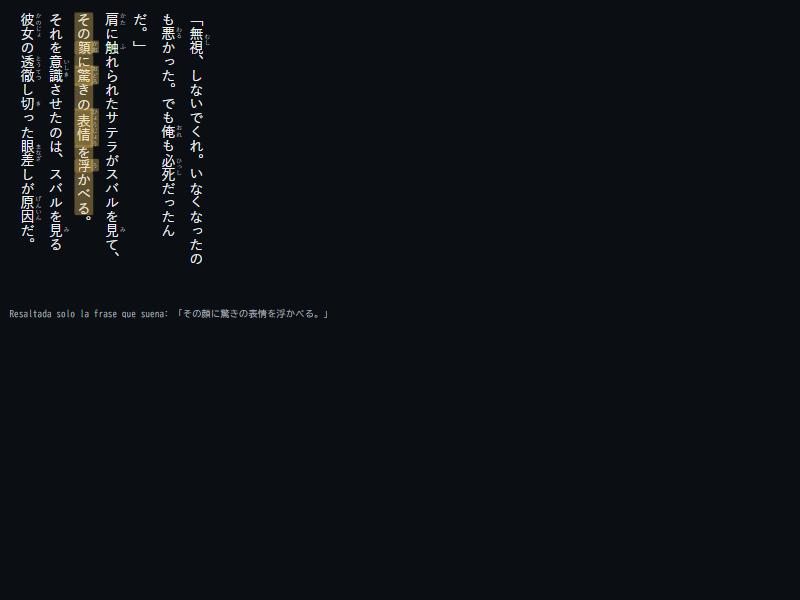 「無視、しないでくれ。いなくなったの
も悪かった。でも俺も必死だったん
だ。」
肩に触れられたサテラがスバルを見て、
その顔に驚きの表情を浮かべる。
それを意識させたのは、スバルを見る
彼女の透徹し切った眼差しが原因だ。
Resaltada solo la frase que suena: 「その顔に驚きの表情を浮かべる。」